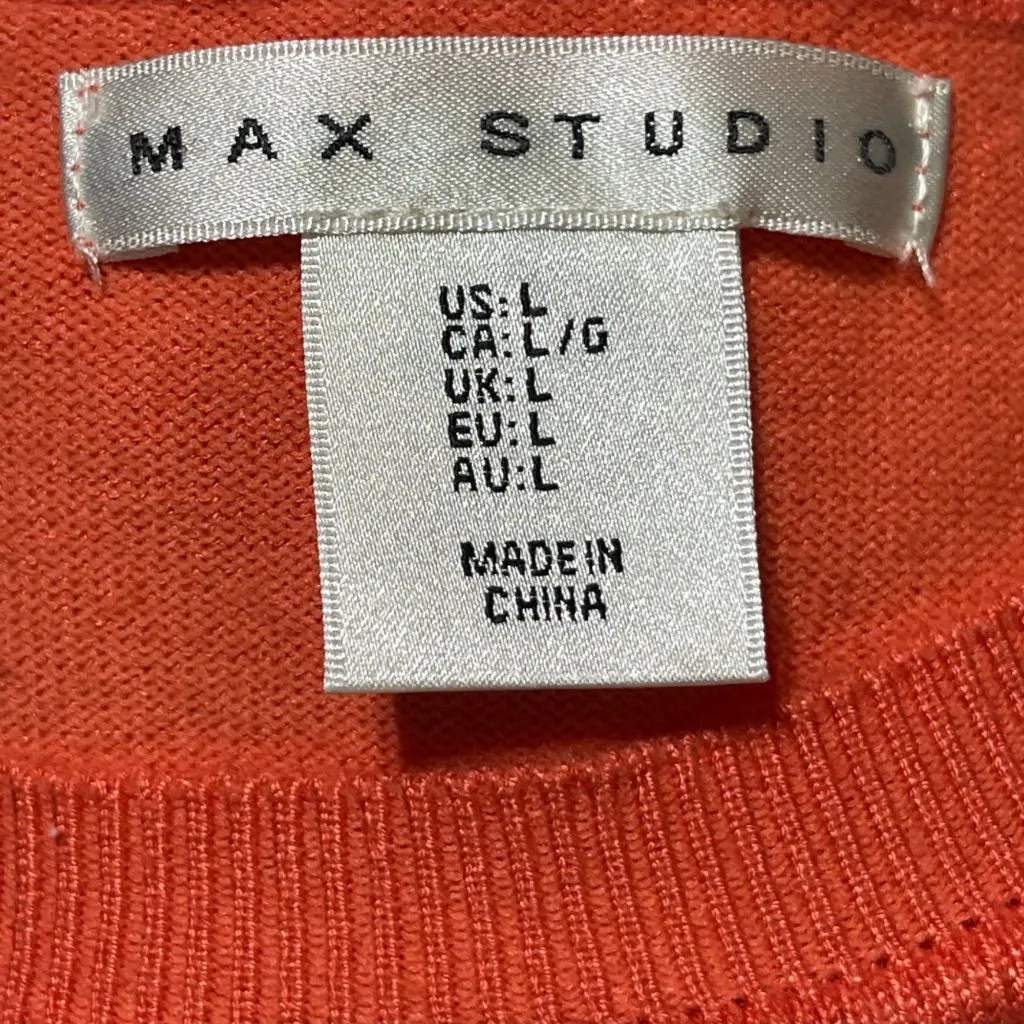 MAX STUDIO
US: L
CA: L/G
UK: L
EU: L
AU: L
MADE IN
CHINA